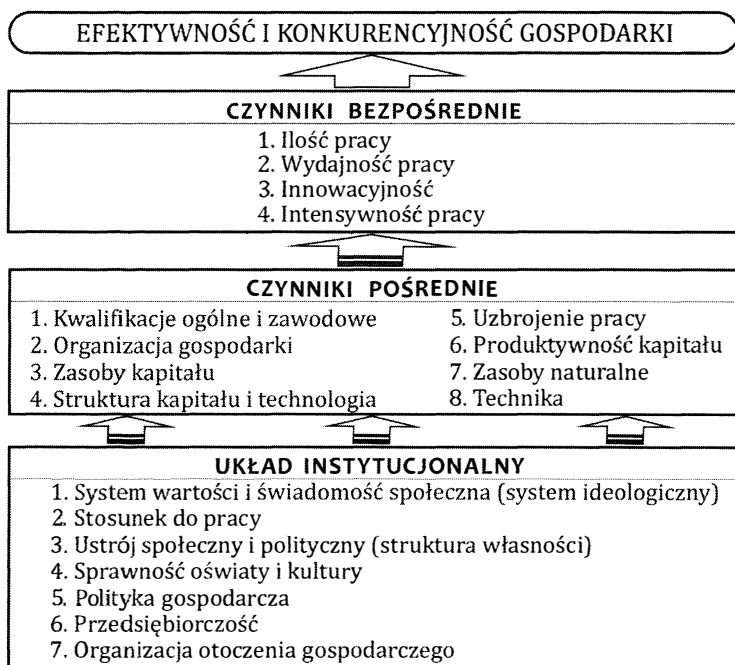 EFEKTYWNOŚĆ I KONKURENCYJNOŚĆ GOSPODARKI
CZYNNIKI BEZPOŚREDNIE
1. Ilość pracy
2. Wydajność pracy
3. Innowacyjność
4. Intensywność pracy
CZYNNIKI POŚREDNIE
1. Kwalifikacje ogólne i zawodowe
2. Organizacja gospodarki
3. Zasoby kapitału
4. Struktura kapitału i technologia
5. Uzbrojenie pracy
6. Produktywność kapitału
7. Zasoby naturalne
8. Technika
UKŁAD INSTYTUCJONALNY
1. System wartości i świadomość społeczna (system ideologiczny)
2. Stosunek do pracy
3. Ustrój społeczny i polityczny (struktura własności)
4. Sprawność oświaty i kultury
5. Polityka gospodarcza
6. Przedsiębiorczość
7. Organizacja otoczenia gospodarczego